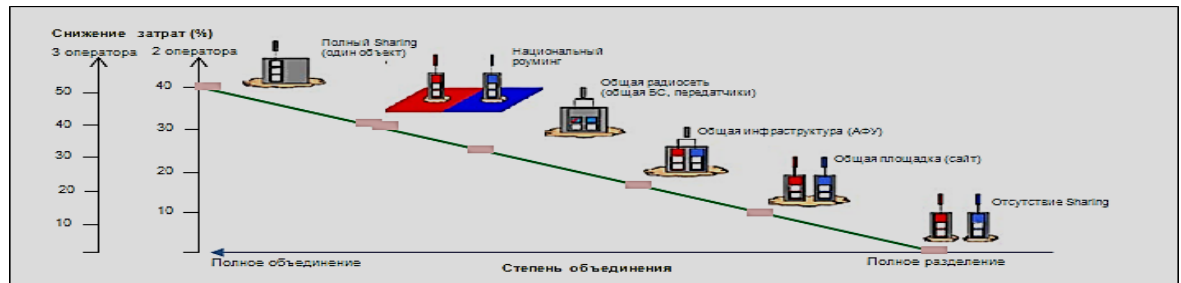 Снижение затрат (%)
3 оператора 2 оператора
Полный Sharing
(один объект)
Национальный
роуминг
Общая радиосеть
(общая БС, передатчики)
Общая инфраструктура (АФУ)
Общая площадка (сайт)
Отсутствие Sharing
50
40
30
20
10
40
30
20
10
Полное объединение
Степень объединения
Полное разделение